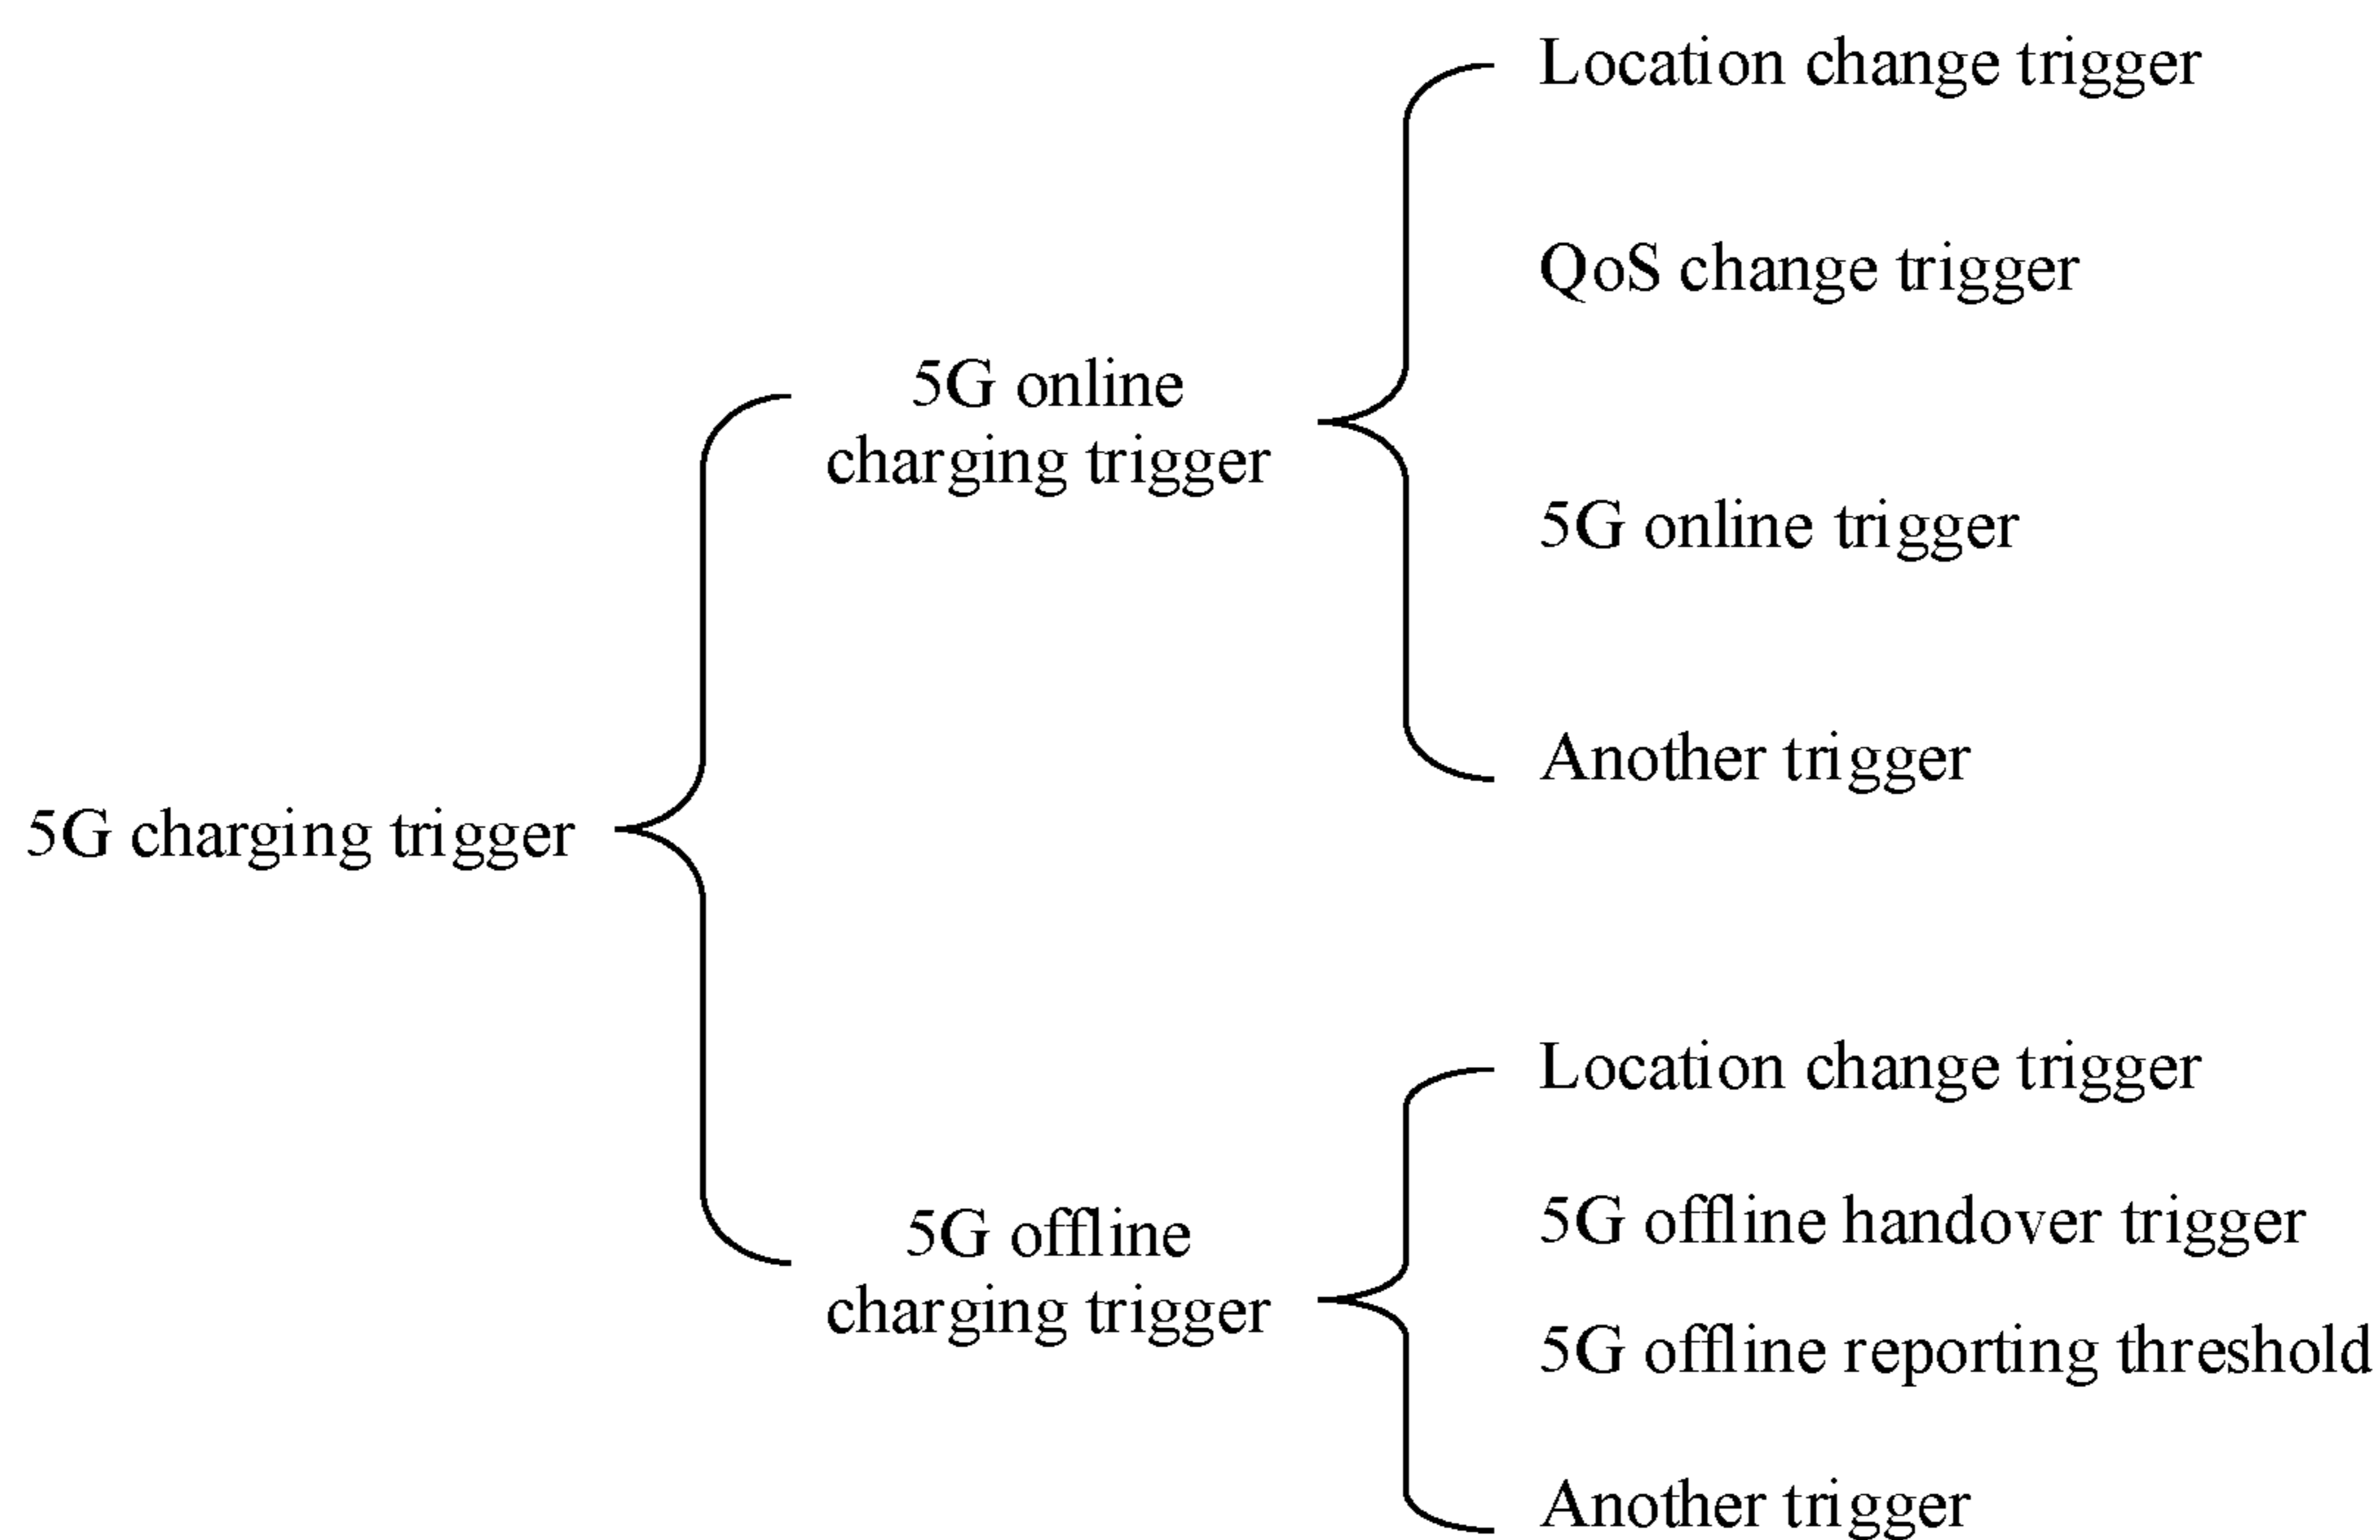 5G charging trigger
5G online
charging trigger
Location change trigger
QoS change trigger
5G online trigger
Another trigger
5G offline
charging trigger
Location change trigger
5G offline handover trigger
5G offline reporting threshold
Another trigger